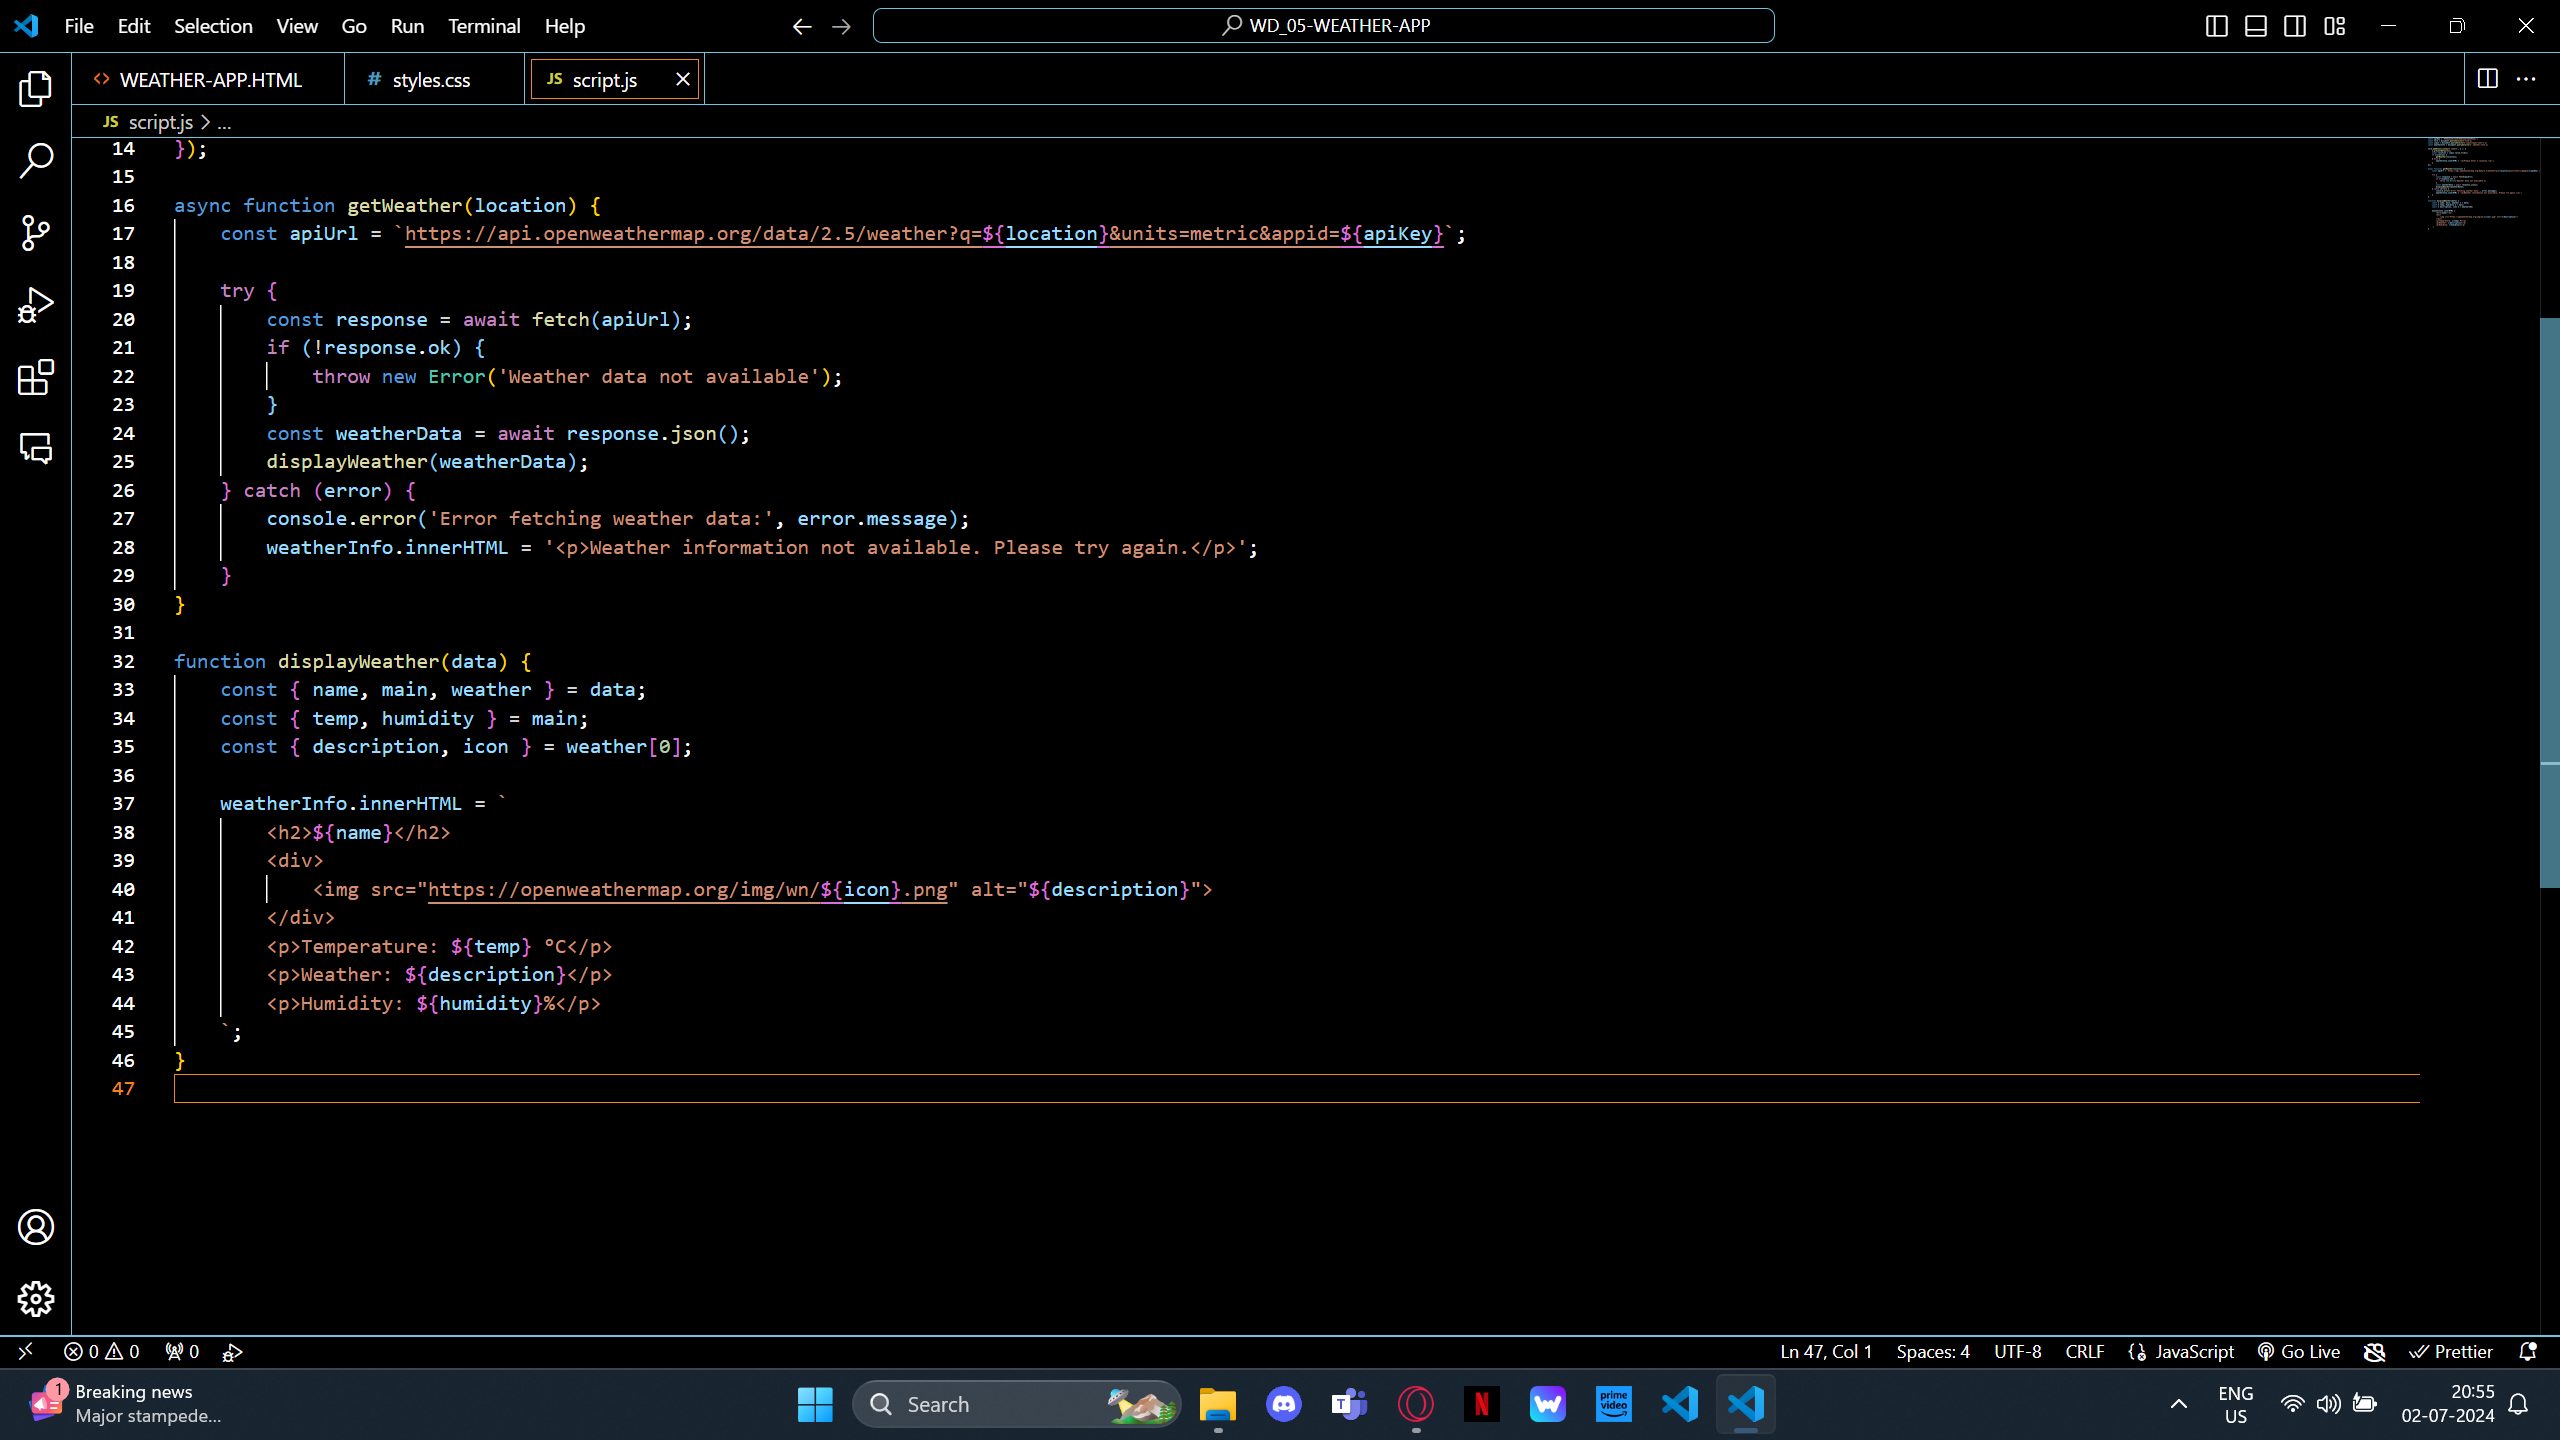 File Edit Selection View Go Run Terminal Help
WD_05-WEATHER-APP
<> WEATHER-APP.HTML
# styles.css
JS script.js
JS script.js > ...
14 });
15
16 async function getWeather(location) {
17     const apiUrl = `https://api.openweathermap.org/data/2.5/weather?q=${location}&units=metric&appid=${apiKey}`;
18
19     try {
20         const response = await fetch(apiUrl);
21         if (!response.ok) {
22             throw new Error('Weather data not available');
23         }
24         const weatherData = await response.json();
25         displayWeather(weatherData);
26     } catch (error) {
27         console.error('Error fetching weather data:', error.message);
28         weatherInfo.innerHTML = '<p>Weather information not available. Please try again.</p>';
29     }
30 }
31
32 function displayWeather(data) {
33     const { name, main, weather } = data;
34     const { temp, humidity } = main;
35     const { description, icon } = weather[0];
36
37     weatherInfo.innerHTML = `
38         <h2>${name}</h2>
39         <div>
40             <img src="https://openweathermap.org/img/wn/${icon}.png" alt="${description}">
41         </div>
42         <p>Temperature: ${temp} °C</p>
43         <p>Weather: ${description}</p>
44         <p>Humidity: ${humidity}%</p>
45     `;
46 }
47
0 0 0
Ln 47, Col 1 Spaces: 4 UTF-8 CRLF JavaScript Go Live Prettier
1
Breaking news
Major stampede...
Search
prime video
ENG
US
20:55
02-07-2024